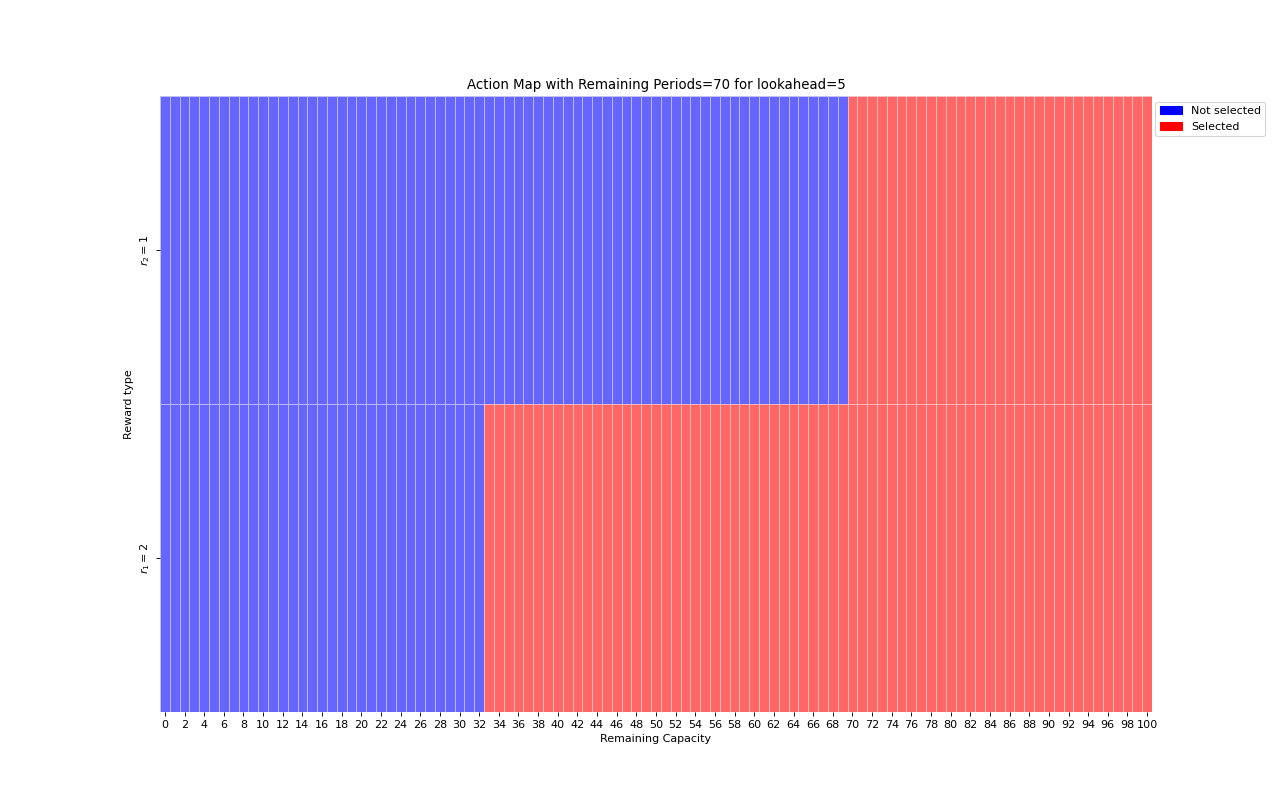 Action Map with Remaining Periods=70 for lookahead=5
Not selected
Selected
r₂ = 1
Reward type
r₁ = 2
0 2 4 6 8 10 12 14 16 18 20 22 24 26 28 30 32 34 36 38 40 42 44 46 48 50 52 54 56 58 60 62 64 66 68 70 72 74 76 78 80 82 84 86 88 90 92 94 96 98 100
Remaining Capacity